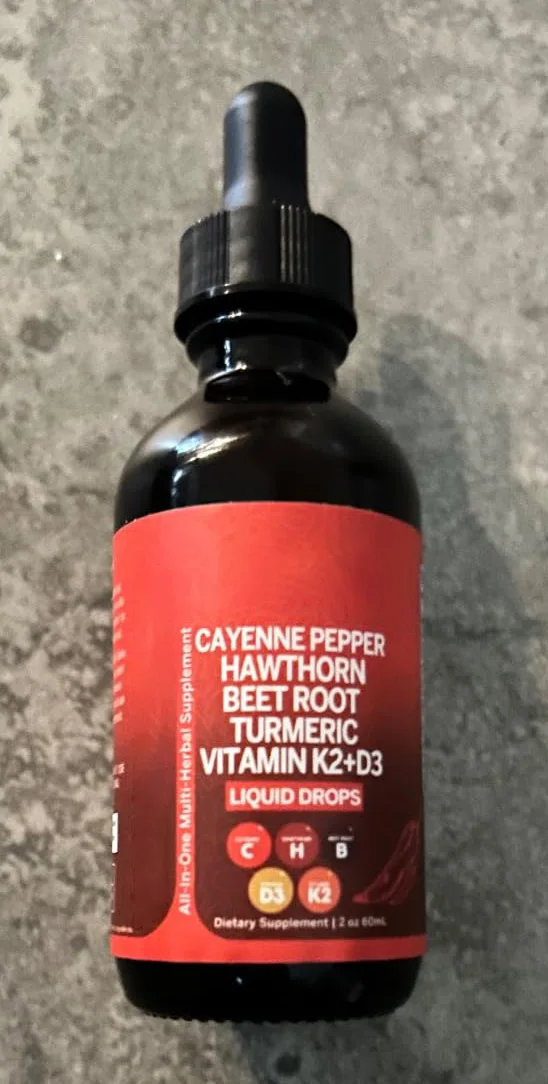 CAYENNE PEPPER
HAWTHORN
BEET ROOT
TURMERIC
VITAMIN K2+D3
LIQUID DROPS
C
H
B
D3
K2
Dietary Supplement | 2 oz 60mL
All-in-One Multi-Herbal Supplement